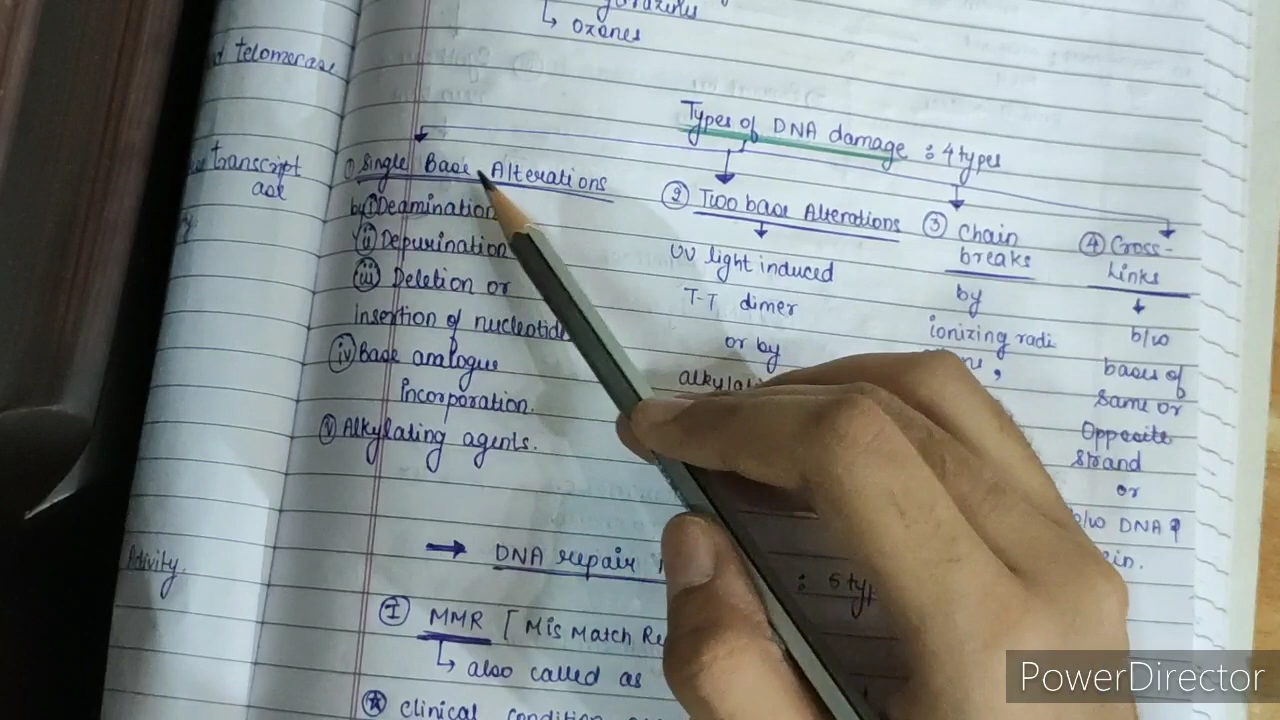 ↳ oxanes
telomerase
transcript
ase
Types of DNA damage : 4 types
① Single Base Alterations
by ⓘ Deamination
ⓘⓘ Depurination
ⓘⓘⓘ Deletion or
insertion of nucleotide
ⓘⓥ Base analogue
Incorporation.
ⓥ Alkylating agents.
② Two base Alterations
UV light induced
T-T dimer
or by
③ Chain
breaks
by
ionizing radi
④ Cross-
links
b/w
bases of
same or
Opposite
strand
or
b/w DNA &
Activity.
→ DNA repair : 5
Ⓘ MMR [Mis Match
↳ also called as
clinical condition
PowerDirector